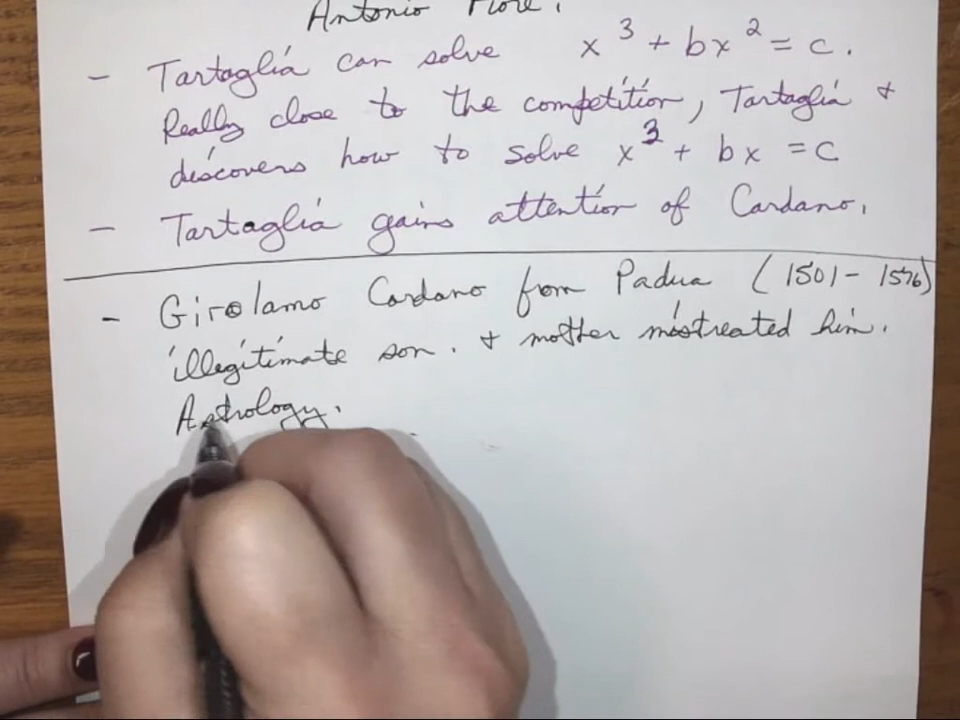 Antonio Fiore.
- Tartaglia can solve x³ + bx² = c.
Really close to the competition, Tartaglia +
discovers how to solve x³ + bx = c
- Tartaglia gains attention of Cardano.
- Girolamo Cardano from Padua (1501 - 1576)
illegitimate son. + mother mistreated him.
Astrology.